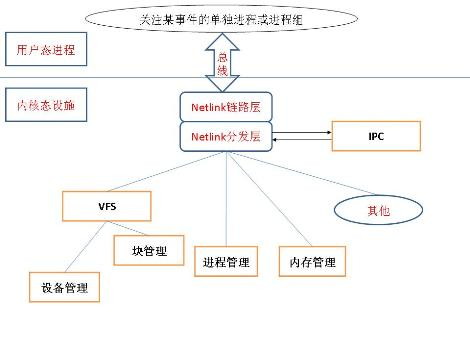 关注某事件的单独进程或进程组
用户态进程
总线
内核态设施
Netlink链路层
Netlink分发层
IPC
VFS
其他
块管理
进程管理
内存管理
设备管理